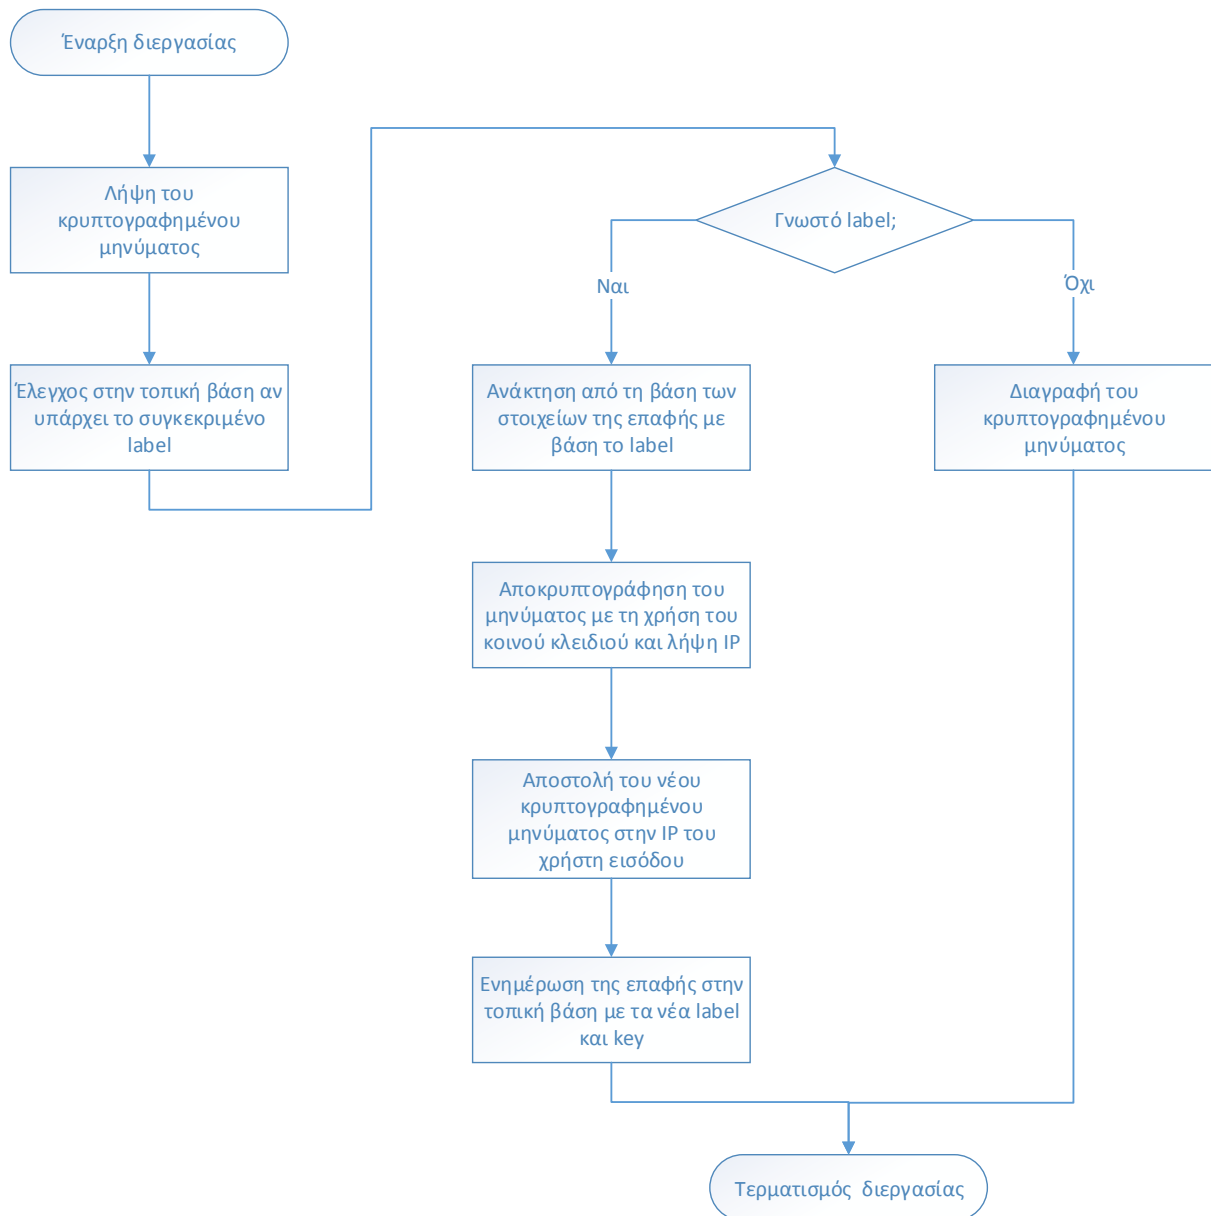 Έναρξη διεργασίας
Λήψη του
κρυπτογραφημένου
μηνύματος
Έλεγχος στην τοπική βάση αν
υπάρχει το συγκεκριμένο
label
Γνωστό label;
Ναι
Όχι
Ανάκτηση από τη βάση των
στοιχείων της επαφής με
βάση το label
Διαγραφή του
κρυπτογραφημένου
μηνύματος
Αποκρυπτογράφηση του
μηνύματος με τη χρήση του
κοινού κλειδιού και λήψη IP
Αποστολή του νέου
κρυπτογραφημένου
μηνύματος στην IP του
χρήστη εισόδου
Ενημέρωση της επαφής στην
τοπική βάση με τα νέα label
και key
Τερματισμός διεργασίας